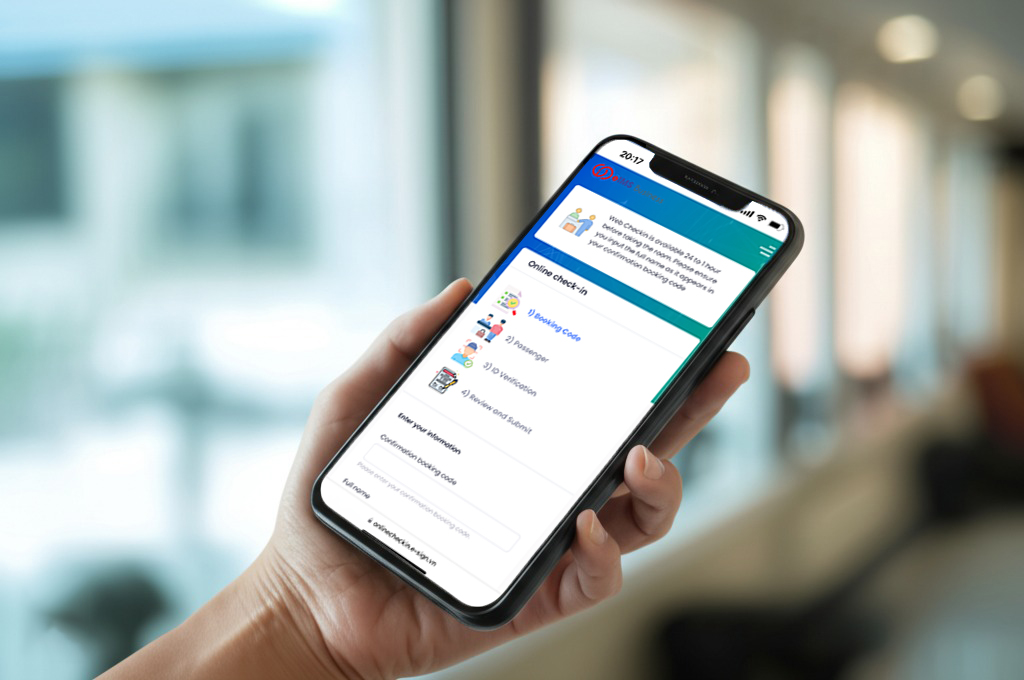 20:17
Web Checkin is available 24 to 1 hour
before taking the room. Please ensure
you input the full name as it appears in
your confirmation booking code
Online check-in
1) Booking Code
2) Passenger
3) ID Verification
4) Review and Submit
Enter your information
Confirmation booking code
Please enter your confirmation booking code
Full name
onlinecheckin.e-sign.vn